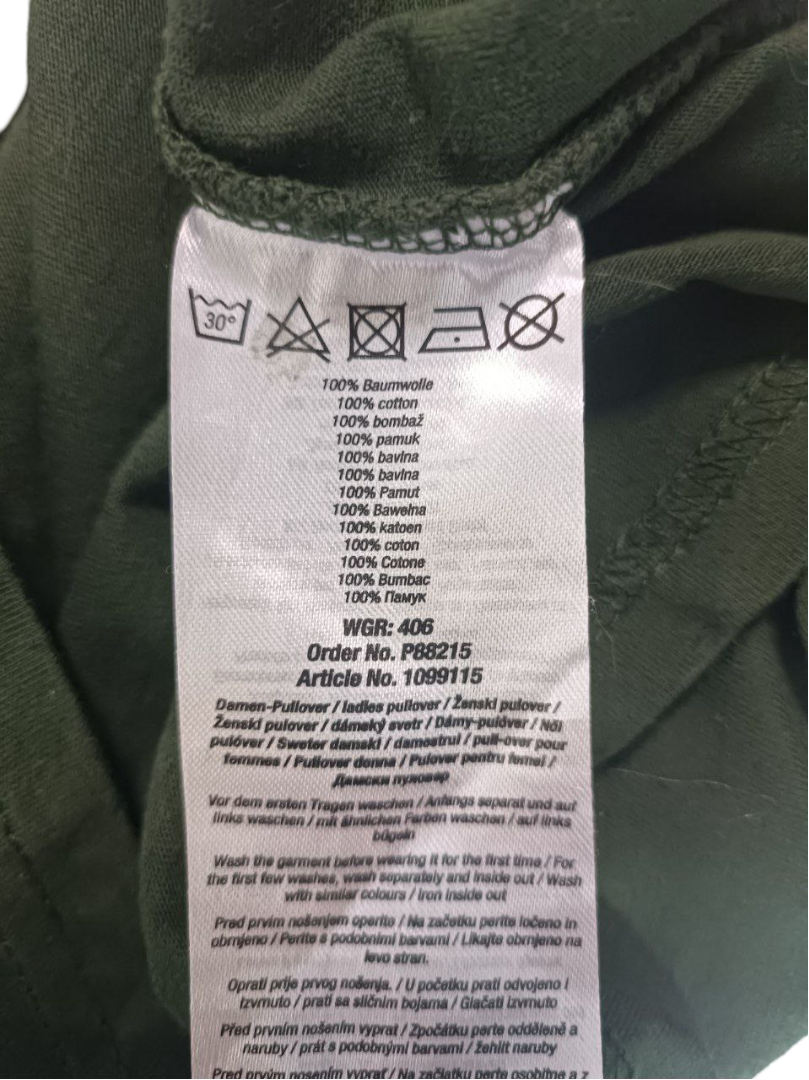 30°
100% Baumwolle
100% cotton
100% bombaž
100% pamuk
100% bavlna
100% bavlna
100% Pamut
100% Bawełna
100% katoen
100% coton
100% Cotone
100% Bumbac
100% Памук
WGR: 406
Order No. P88215
Article No. 1099115
Damen-Pullover / ladies pullover / Ženski pulover /
Ženski pulover / dámský svetr / Dámy-pulóver / Női
pulóver / Sweter damski / damestrui / pull-over pour
femmes / Pullover donna / Pulover pentru femei /
Дамски пуловер
Vor dem ersten Tragen waschen / Anfangs separat und auf
links waschen / mit ähnlichen Farben waschen / auf links
bügeln
Wash the garment before wearing it for the first time / For
the first few washes, wash separately and inside out / Wash
with similar colours / Iron inside out
Pred prvim nošenjem operite / Na začetku perite ločeno in
obrnjeno / Perite s podobnimi barvami / Likajte obrnjeno na
levo stran.
Oprati prije prvog nošenja. / U početku prati odvojeno i
izvrnuto / prati sa sličnim bojama / Glačati izvrnuto
Před prvním nošením vyprat / Zpočátku perte odděleně a
naruby / prát s podobnými barvami / žehlit naruby
Pred prvým nosením vyprať / Na začiatku perte osobitne a z